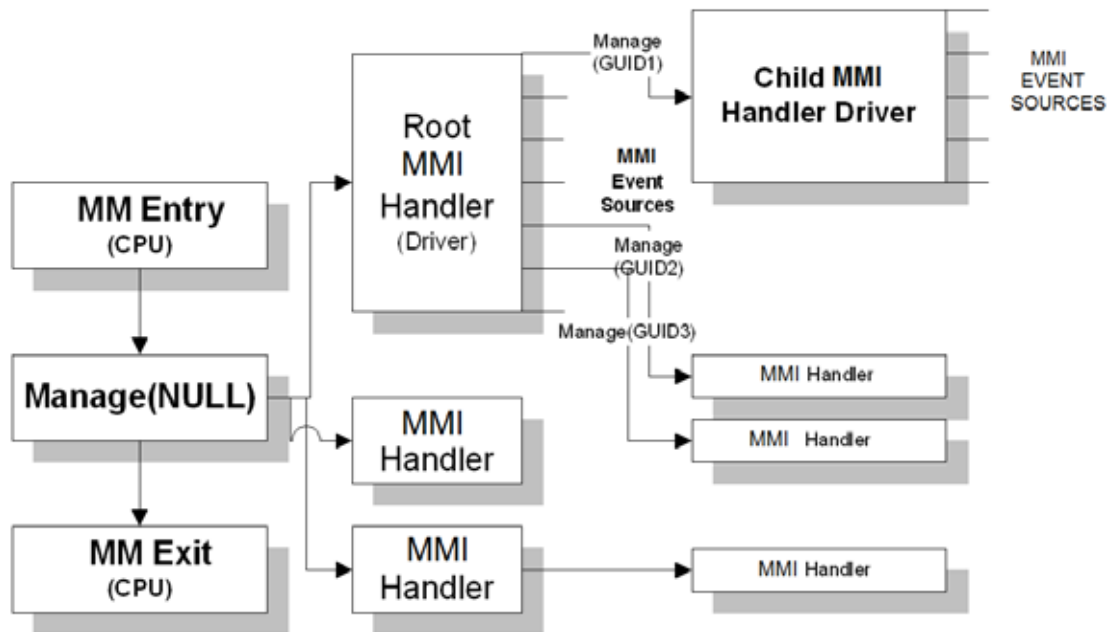 MM Entry
(CPU)
Manage(NULL)
MM Exit
(CPU)
Root
MMI
Handler
(Driver)
MMI
Handler
MMI
Handler
Manage
(GUID1)
MMI
Event
Sources
Manage
(GUID2)
Manage(GUID3)
Child MMI
Handler Driver
MMI
EVENT
SOURCES
MMI Handler
MMI Handler
MMI Handler